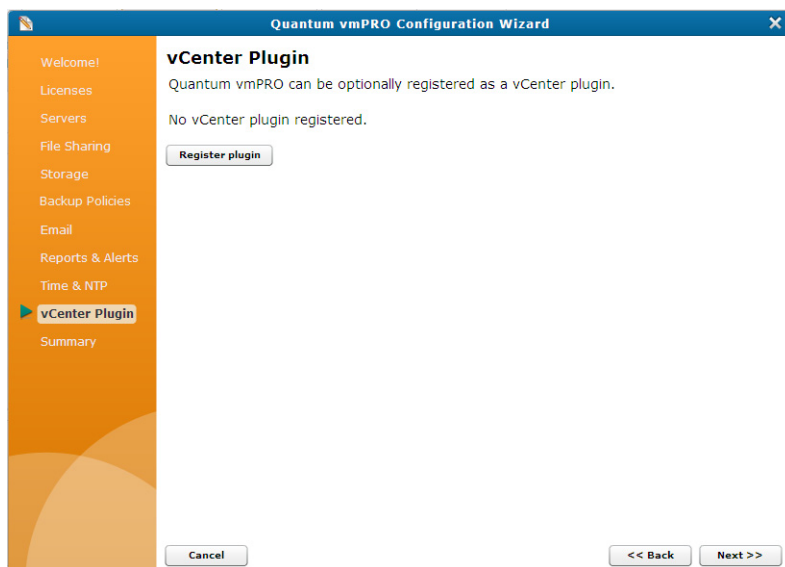 Quantum vmPRO Configuration Wizard
Welcome!
Licenses
Servers
File Sharing
Storage
Backup Policies
Email
Reports & Alerts
Time & NTP
vCenter Plugin
Summary
vCenter Plugin
Quantum vmPRO can be optionally registered as a vCenter plugin.
No vCenter plugin registered.
Register plugin
Cancel
<< Back
Next >>